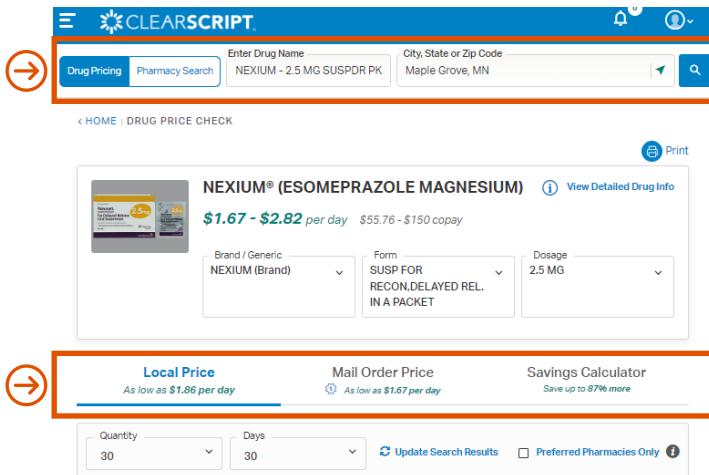 CLEARSCRIPT.
Drug Pricing
Pharmacy Search
Enter Drug Name
NEXIUM - 2.5 MG SUSPDR PK
City, State or Zip Code
Maple Grove, MN
< HOME | DRUG PRICE CHECK
Print
NEXIUM® (ESOMEPRAZOLE MAGNESIUM)
View Detailed Drug Info
$1.67 - $2.82 per day $55.76 - $150 copay
Nexium
2.5mg
Brand / Generic
NEXIUM (Brand)
Form
SUSP FOR
RECON,DELAYED REL.
IN A PACKET
Dosage
2.5 MG
Local Price
As low as $1.86 per day
Mail Order Price
As low as $1.67 per day
Savings Calculator
Save up to 87% more
Quantity
30
Days
30
Update Search Results
Preferred Pharmacies Only